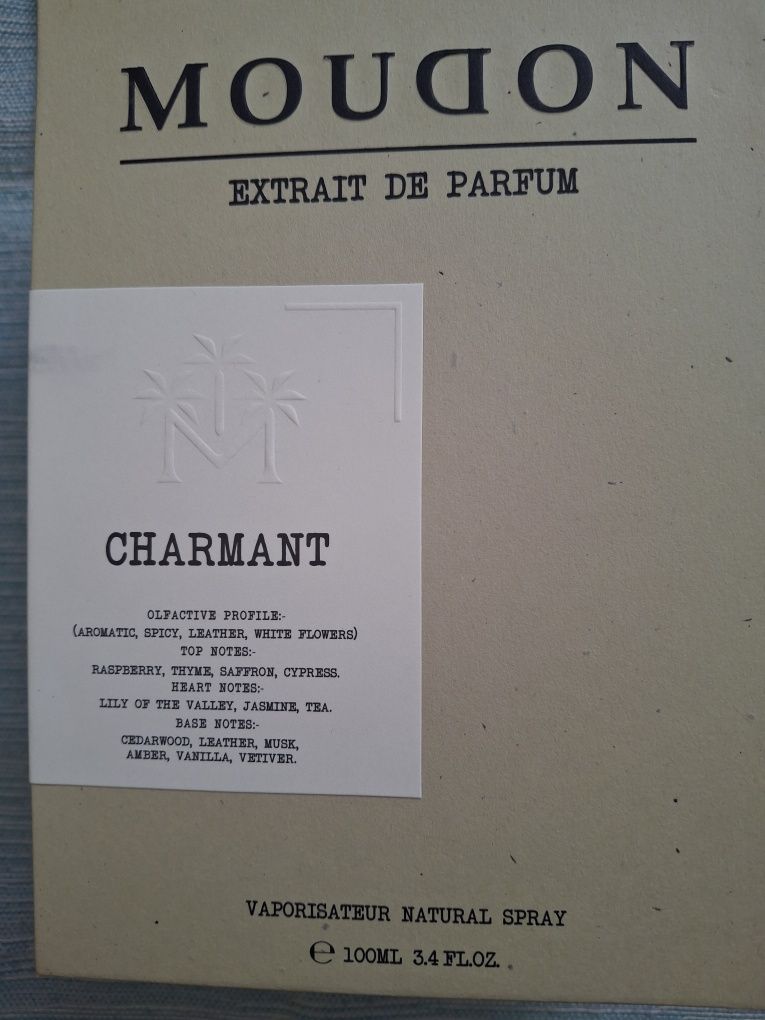 MOUDON
EXTRAIT DE PARFUM
M
CHARMANT
OLFACTIVE PROFILE:-
(AROMATIC, SPICY, LEATHER, WHITE FLOWERS)
TOP NOTES:-
RASPBERRY, THYME, SAFFRON, CYPRESS.
HEART NOTES:-
LILY OF THE VALLEY, JASMINE, TEA.
BASE NOTES:-
CEDARWOOD, LEATHER, MUSK,
AMBER, VANILLA, VETIVER.
VAPORISATEUR NATURAL SPRAY
℮ 100ML 3.4 FL.OZ.